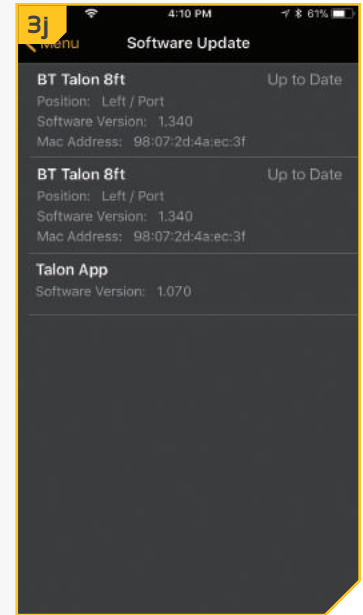 3j
4:10 PM
61%
Menu
Software Update
BT Talon 8ft
Up to Date
Position: Left / Port
Software Version: 1.340
Mac Address: 98:07:2d:4a:ec:3f
BT Talon 8ft
Up to Date
Position: Left / Port
Software Version: 1.340
Mac Address: 98:07:2d:4a:ec:3f
Talon App
Software Version: 1.070